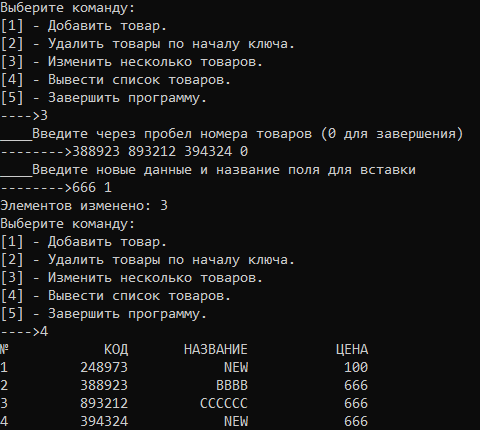 Выберите команду:
[1] - Добавить товар.
[2] - Удалить товары по началу ключа.
[3] - Изменить несколько товаров.
[4] - Вывести список товаров.
[5] - Завершить программу.
---->3
____Введите через пробел номера товаров (0 для завершения)
-------->388923 893212 394324 0
____Введите новые данные и название поля для вставки
-------->666 1
Элементов изменено: 3
Выберите команду:
[1] - Добавить товар.
[2] - Удалить товары по началу ключа.
[3] - Изменить несколько товаров.
[4] - Вывести список товаров.
[5] - Завершить программу.
---->4
№ КОД НАЗВАНИЕ ЦЕНА
1 248973 NEW 100
2 388923 BBBB 666
3 893212 CCCCCC 666
4 394324 NEW 666